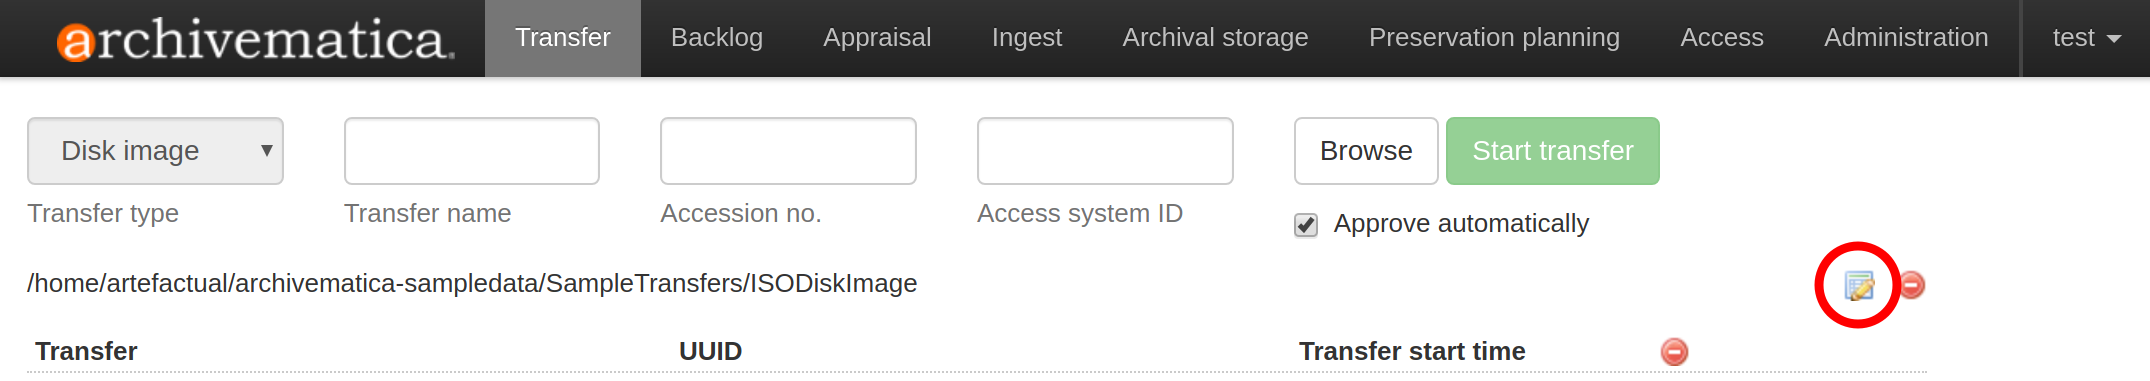 archivematica. Transfer Backlog Appraisal Ingest Archival storage Preservation planning Access Administration test
Disk image Browse Start transfer
Transfer type Transfer name Accession no. Access system ID Approve automatically
/home/artefactual/archivematica-sampledata/SampleTransfers/ISODiskImage
Transfer UUID Transfer start time